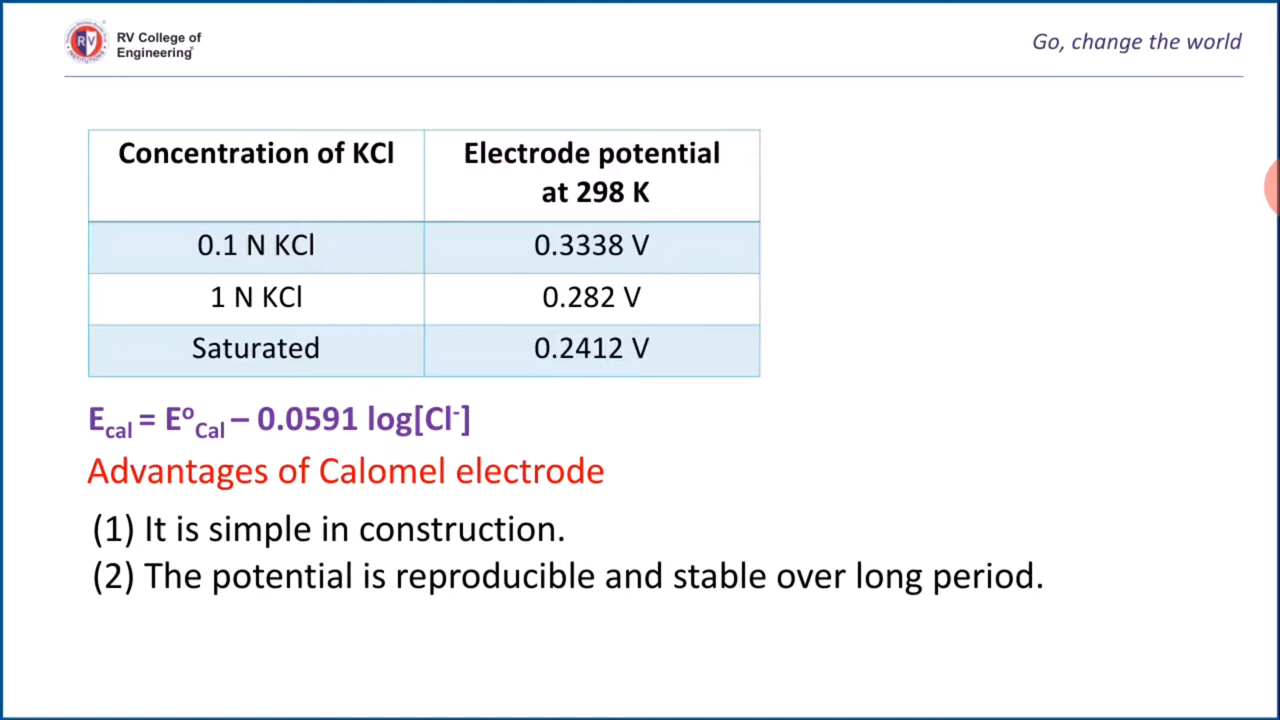 RV College of
Engineering
Go, change the world
Concentration of KCl
Electrode potential
at 298 K
0.1 N KCl
0.3338 V
1 N KCl
0.282 V
Saturated
0.2412 V
E_cal = E°_Cal – 0.0591 log[Cl⁻]
Advantages of Calomel electrode
(1) It is simple in construction.
(2) The potential is reproducible and stable over long period.